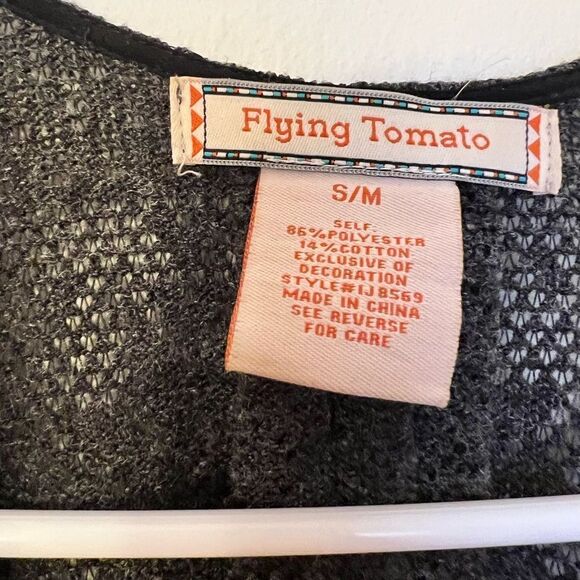 Flying Tomato
S/M
SELF:
86%POLYESTER
14%COTTON
EXCLUSIVE OF
DECORATION
STYLE#IJ8569
MADE IN CHINA
SEE REVERSE
FOR CARE